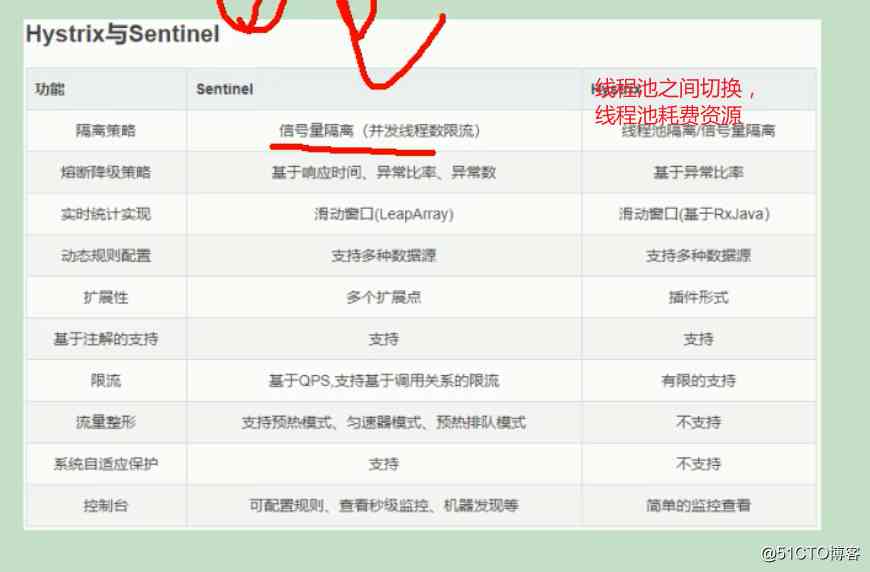 Hystrix与Sentinel
功能 Sentinel Hystrix
线程池之间切换，
线程池耗费资源
隔离策略 信号量隔离（并发线程数限流） 线程池隔离/信号量隔离
熔断降级策略 基于响应时间、异常比率、异常数 基于异常比率
实时统计实现 滑动窗口(LeapArray) 滑动窗口(基于RxJava）
动态规则配置 支持多种数据源 支持多种数据源
扩展性 多个扩展点 插件形式
基于注解的支持 支持 支持
限流 基于QPS,支持基于调用关系的限流 有限的支持
流量整形 支持预热模式、匀速器模式、预热排队模式 不支持
系统自适应保护 支持 不支持
控制台 可配置规则、查看秒级监控、机器发现等 简单的监控查看
@51CTO博客